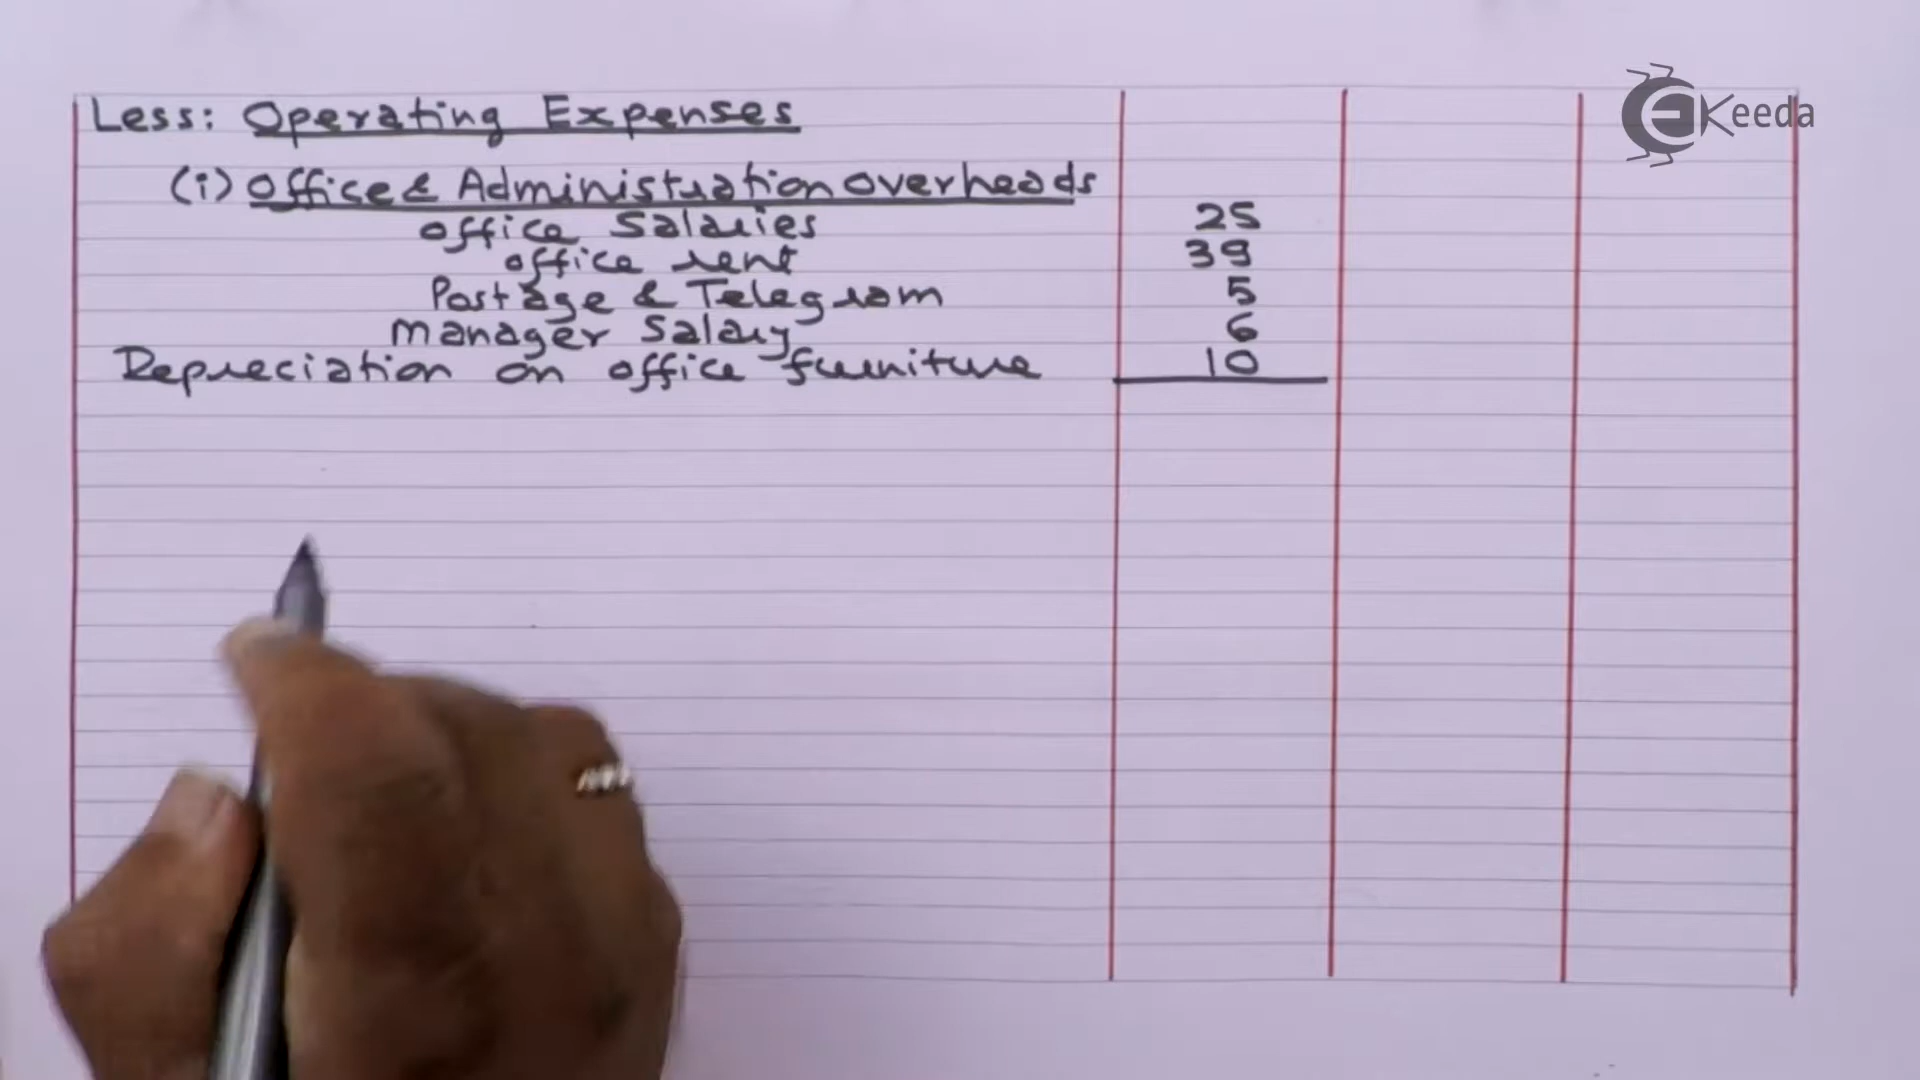 Less: Operating Expenses
(i) Office & Administration Overheads
office Salaries 25
office rent 39
Postage & Telegram 5
Manager Salary 6
Depreciation on office furniture 10
EKeeda